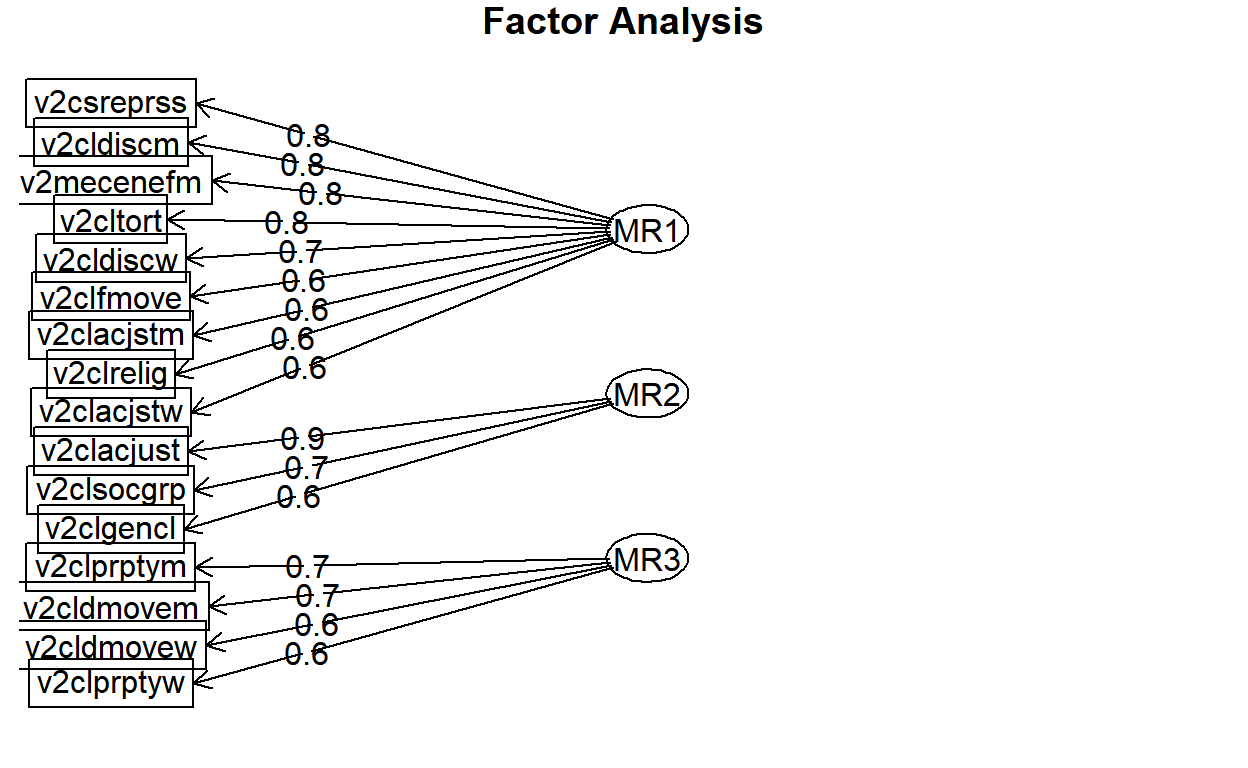 Factor Analysis
v2csreprss
v2cldiscm
v2mecenefm
v2cltort
v2cldiscw
v2clfmove
v2clacjstm
v2clrelig
v2clacjstw
v2clacjust
v2clsocgrp
v2clgencl
v2clprptym
v2cldmovem
v2cldmovew
v2clprptyw
0.8
0.8
0.8
0.8
0.7
0.6
0.6
0.6
0.6
0.9
0.7
0.6
0.7
0.7
0.6
0.6
MR1
MR2
MR3